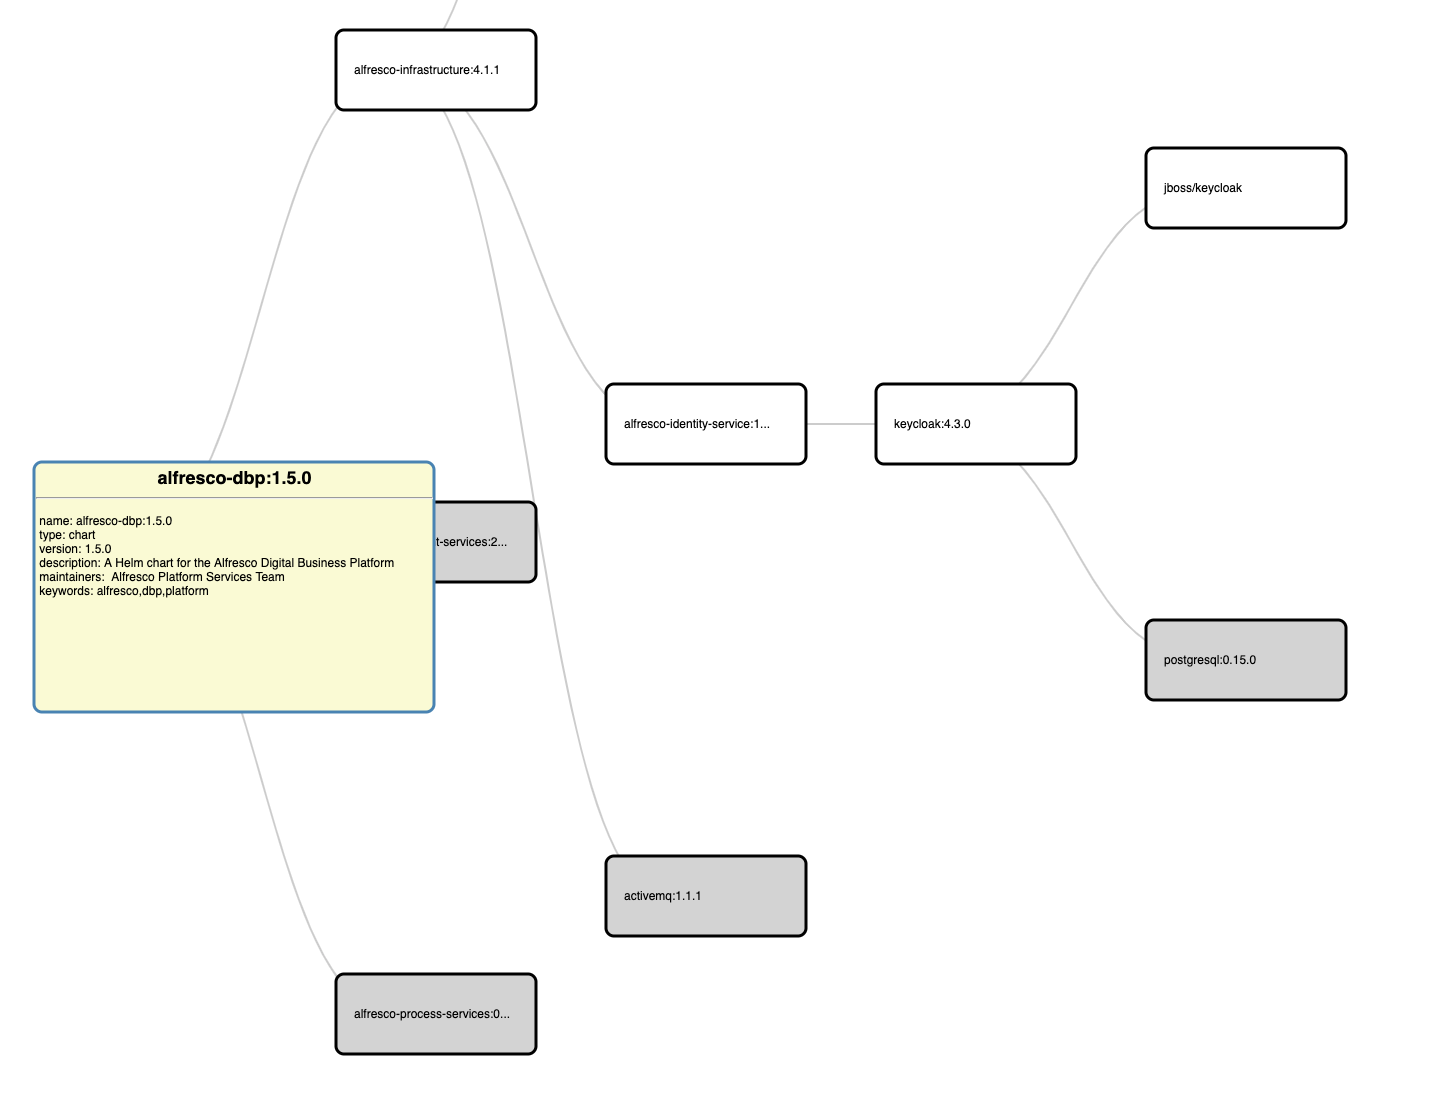 alfresco-infrastructure:4.1.1
jboss/keycloak
alfresco-identity-service:1...
keycloak:4.3.0
alfresco-dbp:1.5.0
name: alfresco-dbp:1.5.0
type: chart
version: 1.5.0
description: A Helm chart for the Alfresco Digital Business Platform
maintainers:  Alfresco Platform Services Team
keywords: alfresco,dbp,platform
t-services:2...
postgresql:0.15.0
activemq:1.1.1
alfresco-process-services:0...